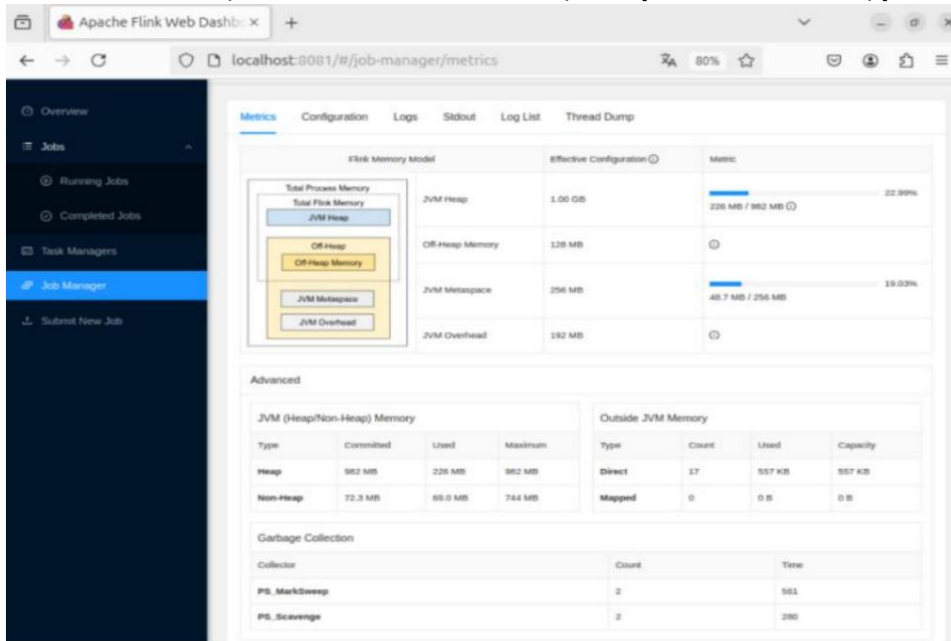 Apache Flink Web Dashbo
localhost:8081/#/job-manager/metrics
80%
Overview
Jobs
Running Jobs
Completed Jobs
Task Managers
Job Manager
Submit New Job
Metrics Configuration Logs Stdout Log List Thread Dump
Flink Memory Model Effective Configuration Metric
Total Process Memory
Total Flink Memory
JVM Heap
Off-Heap
Off-Heap Memory
JVM Metaspace
JVM Overhead
JVM Heap 1.00 GB 22.99%
226 MB / 982 MB
Off-Heap Memory 128 MB
JVM Metaspace 256 MB 19.03%
48.7 MB / 256 MB
JVM Overhead 192 MB
Advanced
JVM (Heap/Non-Heap) Memory
Type Committed Used Maximum
Heap 982 MB 226 MB 982 MB
Non-Heap 72.3 MB 69.0 MB 744 MB
Outside JVM Memory
Type Count Used Capacity
Direct 17 557 KB 557 KB
Mapped 0 0 B 0 B
Garbage Collection
Collector Count Time
PS_MarkSweep 2 561
PS_Scavenge 2 280